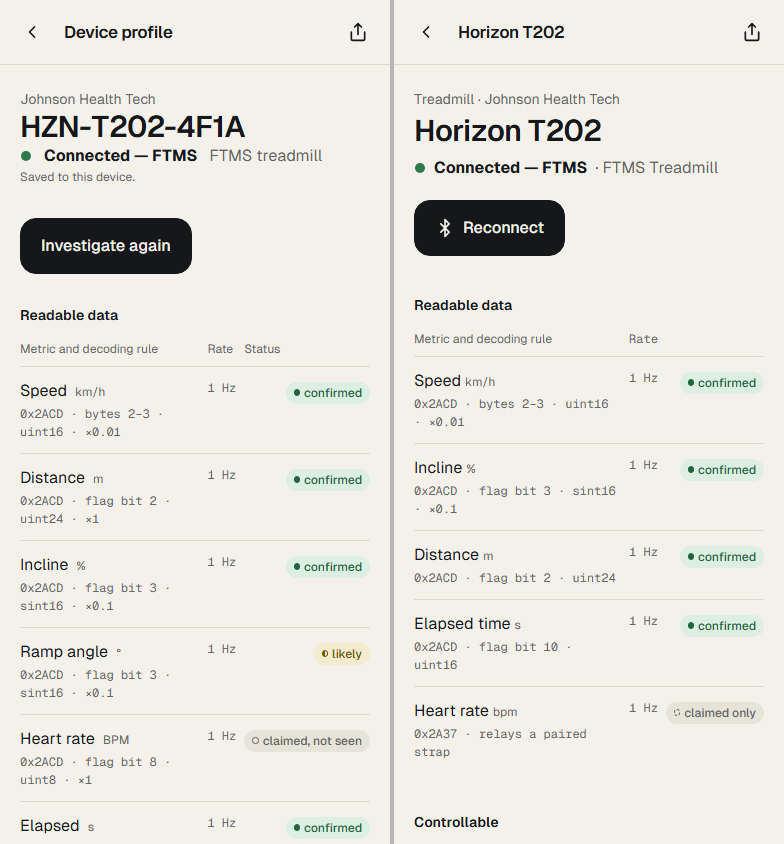 Device profile
Johnson Health Tech
HZN-T202-4F1A
Connected — FTMS FTMS treadmill
Saved to this device.
Investigate again
Readable data
Metric and decoding rule Rate Status
Speed km/h 1 Hz confirmed
0x2ACD · bytes 2–3 ·
uint16 · ×0.01
Distance m 1 Hz confirmed
0x2ACD · flag bit 2 ·
uint24 · ×1
Incline % 1 Hz confirmed
0x2ACD · flag bit 3 ·
sint16 · ×0.1
Ramp angle ° 1 Hz likely
0x2ACD · flag bit 3 ·
sint16 · ×0.1
Heart rate BPM 1 Hz claimed, not seen
0x2ACD · flag bit 8 ·
uint8 · ×1
Elapsed s 1 Hz confirmed
Horizon T202
Treadmill · Johnson Health Tech
Horizon T202
Connected — FTMS · FTMS Treadmill
Reconnect
Readable data
Metric and decoding rule Rate
Speed km/h 1 Hz confirmed
0x2ACD · bytes 2–3 · uint16
· ×0.01
Incline % 1 Hz confirmed
0x2ACD · flag bit 3 · sint16
· ×0.1
Distance m 1 Hz confirmed
0x2ACD · flag bit 2 · uint24
Elapsed time s 1 Hz confirmed
0x2ACD · flag bit 10 ·
uint16
Heart rate bpm 1 Hz claimed only
0x2A37 · relays a paired
strap
Controllable